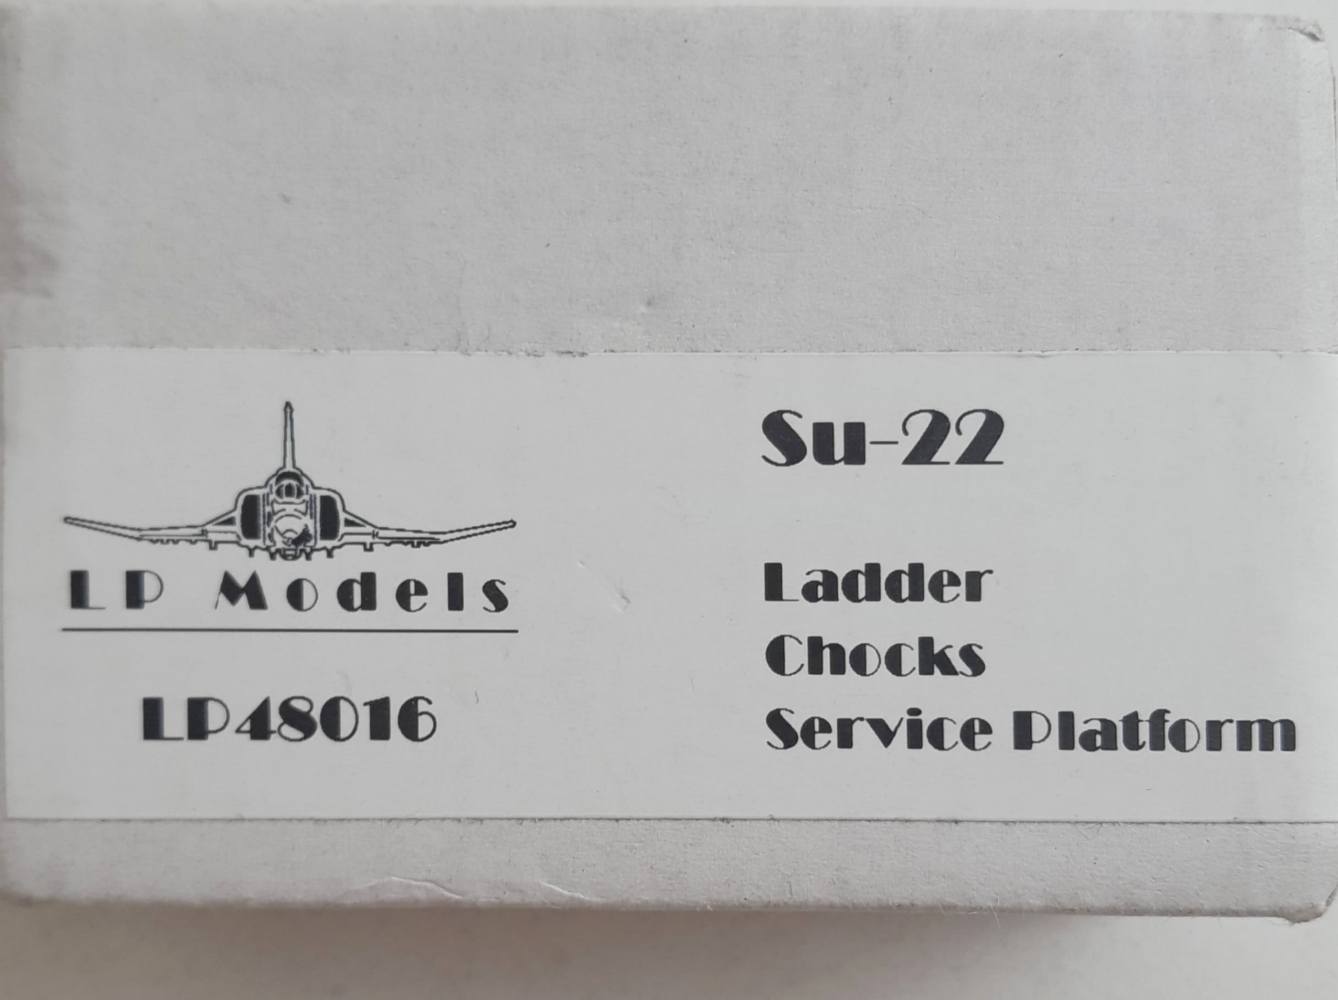 LP Models
LP48016
Su-22
Ladder
Chocks
Service Platform